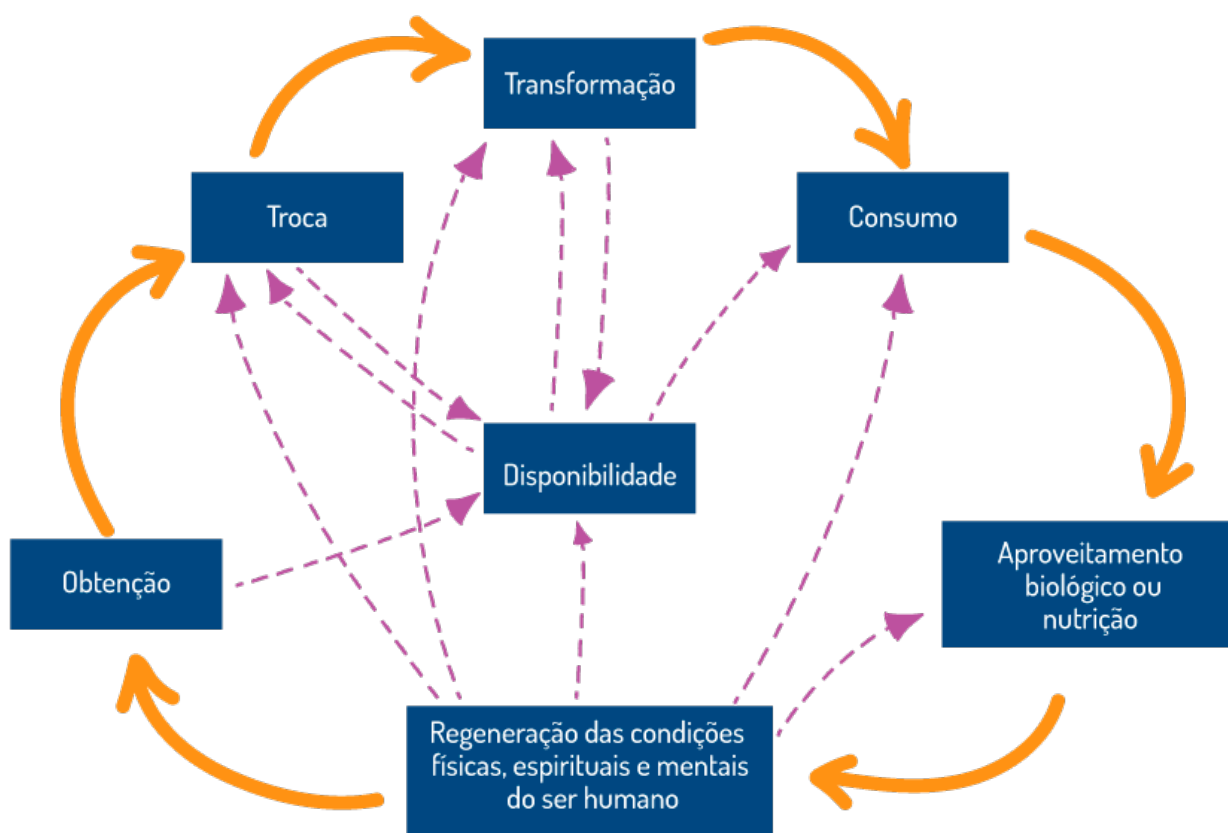 Transformação
Troca
Consumo
Disponibilidade
Obtenção
Aproveitamento
biológico ou
nutrição
Regeneração das condições
físicas, espirituais e mentais
do ser humano